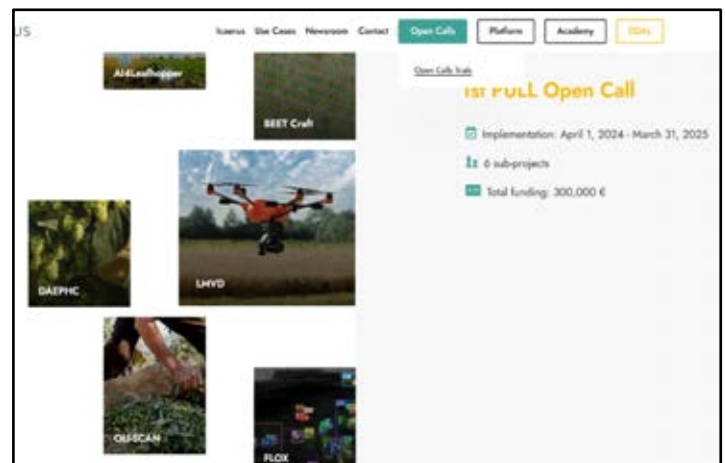 US
Icaerus Use Cases Newsroom Contact Open Calls Platform Academy
Open Calls Trials
AI4Leafhopper
BEET Craft
1st PULL Open Call
Implementation: April 1, 2024 - March 31, 2025
6 sub-projects
Total funding: 300,000 €
DAEPHC
LMVD
OLI-SCAN
FLOX